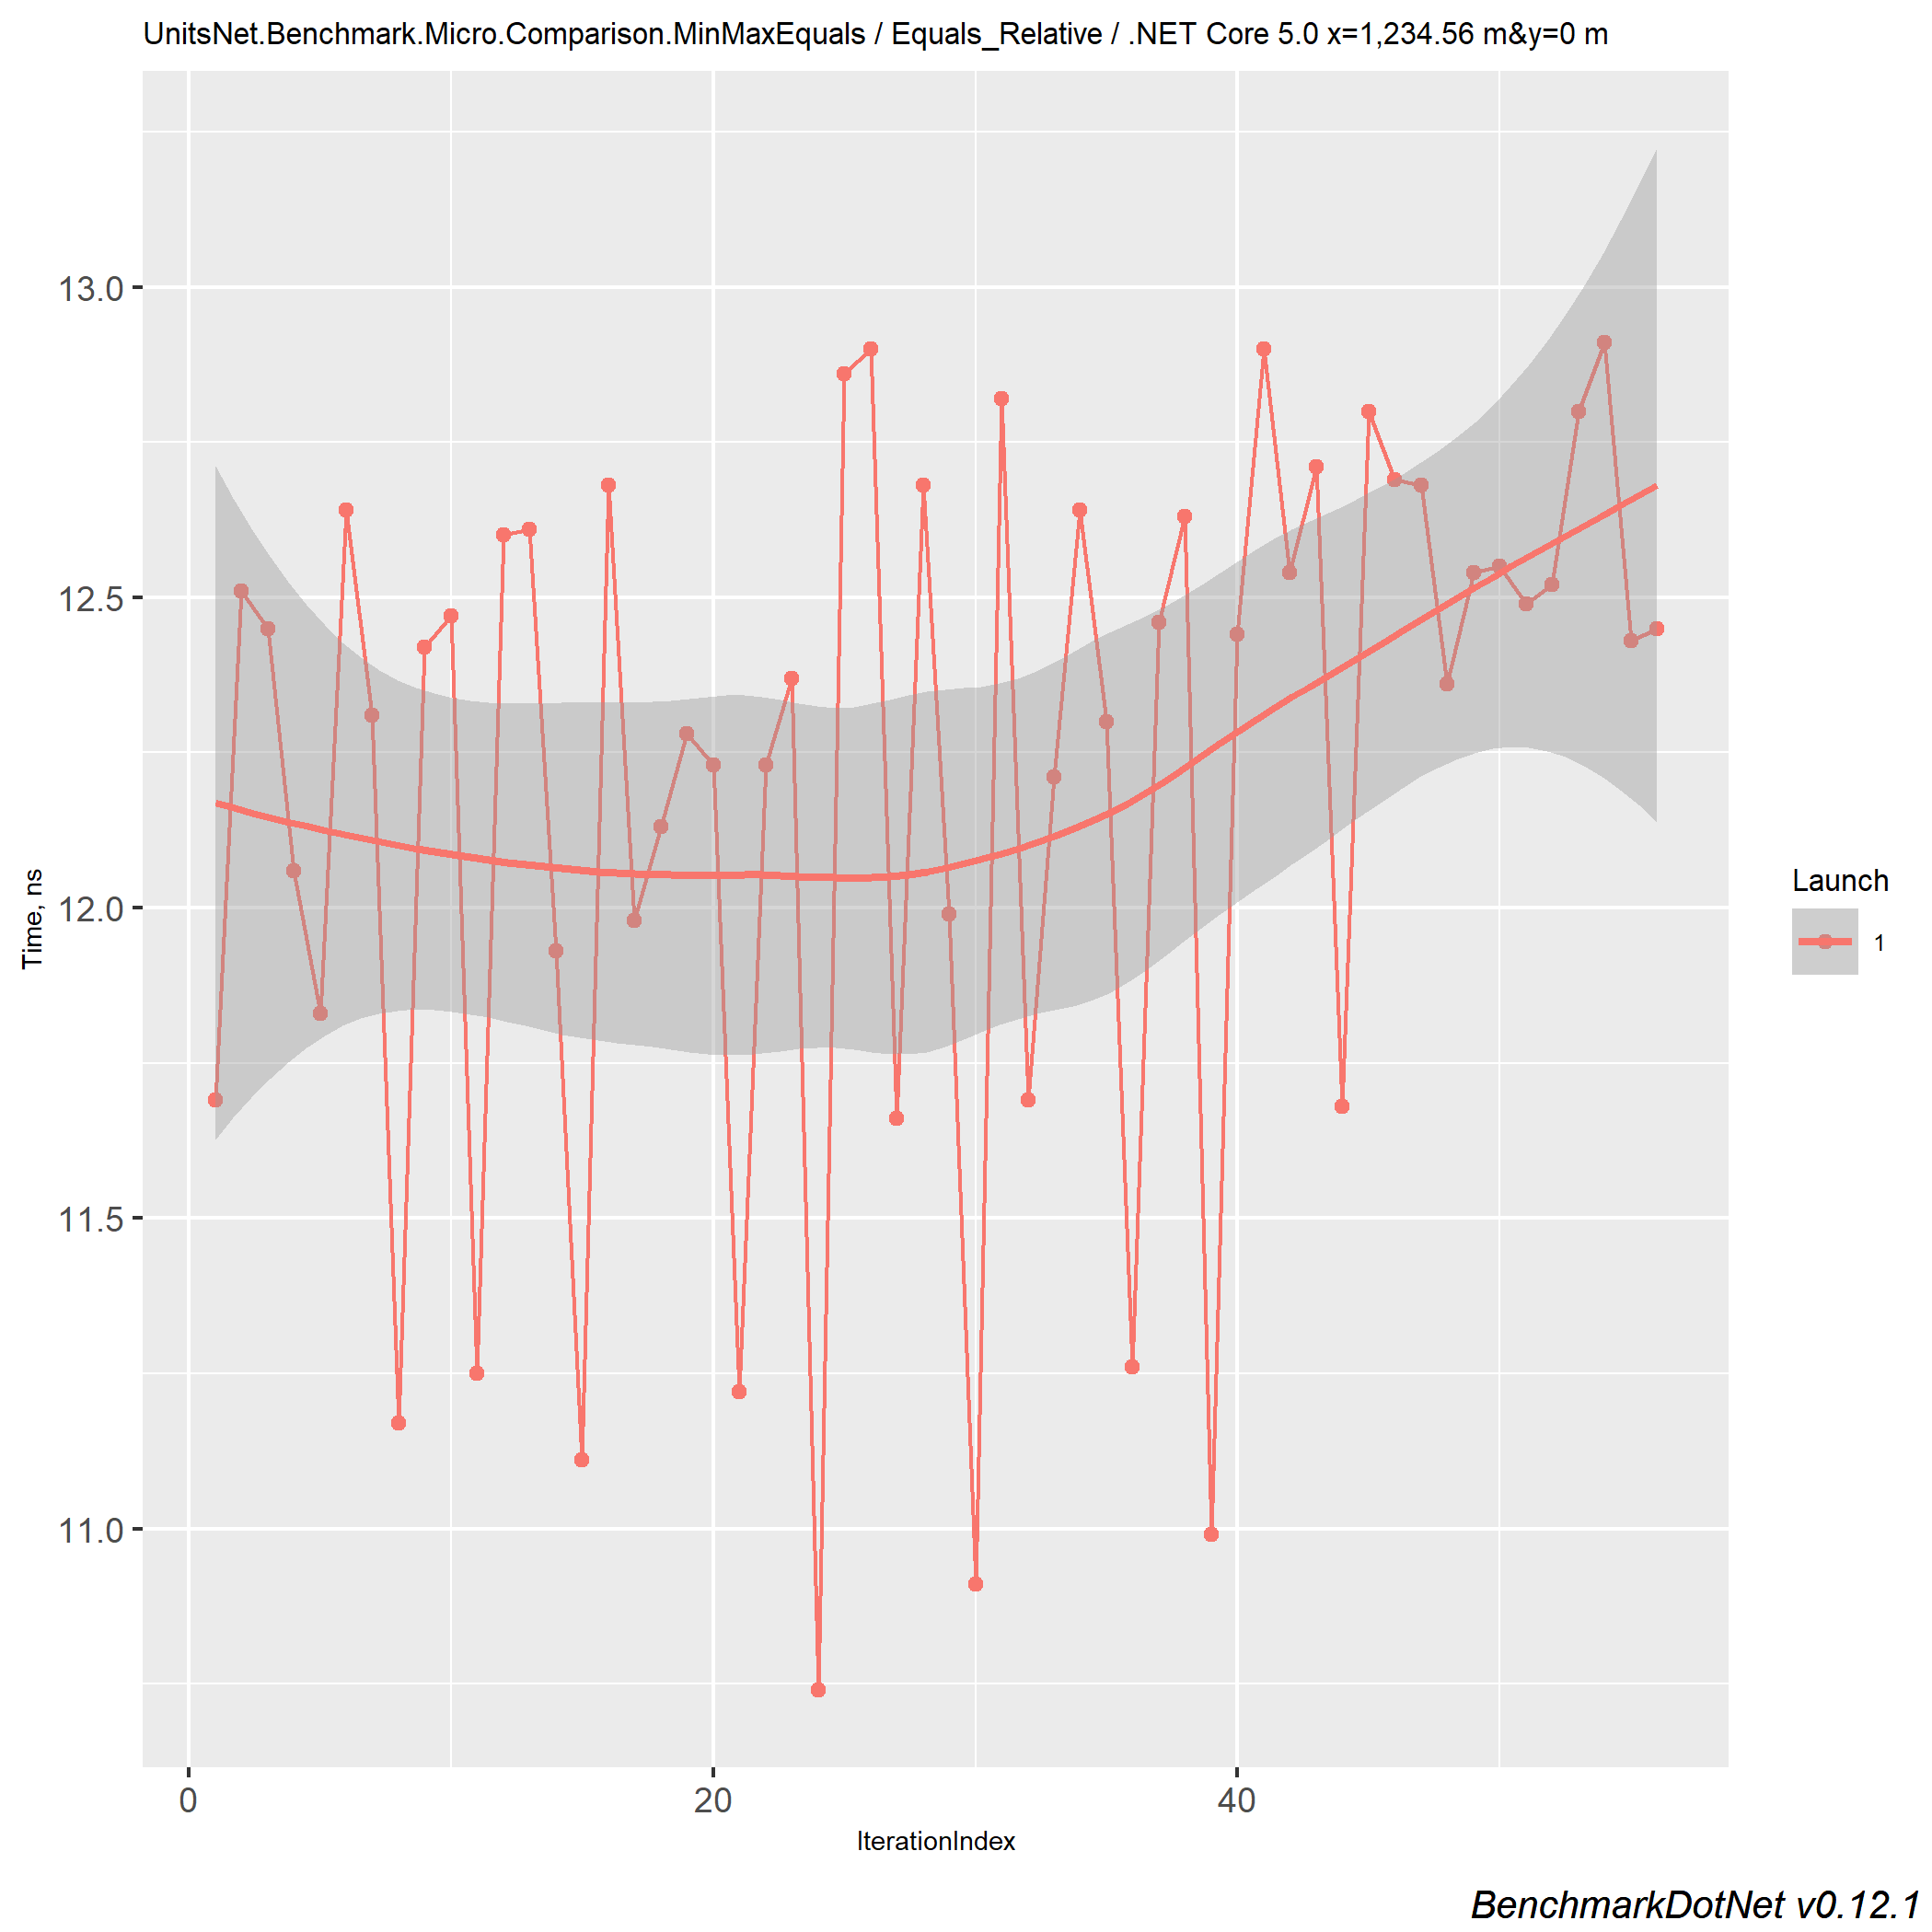 UnitsNet.Benchmark.Micro.Comparison.MinMaxEquals / Equals_Relative / .NET Core 5.0 x=1,234.56 m&y=0 m
13.0
12.5
12.0
11.5
11.0
Time, ns
0 20 40
IterationIndex
Launch
1
BenchmarkDotNet v0.12.1